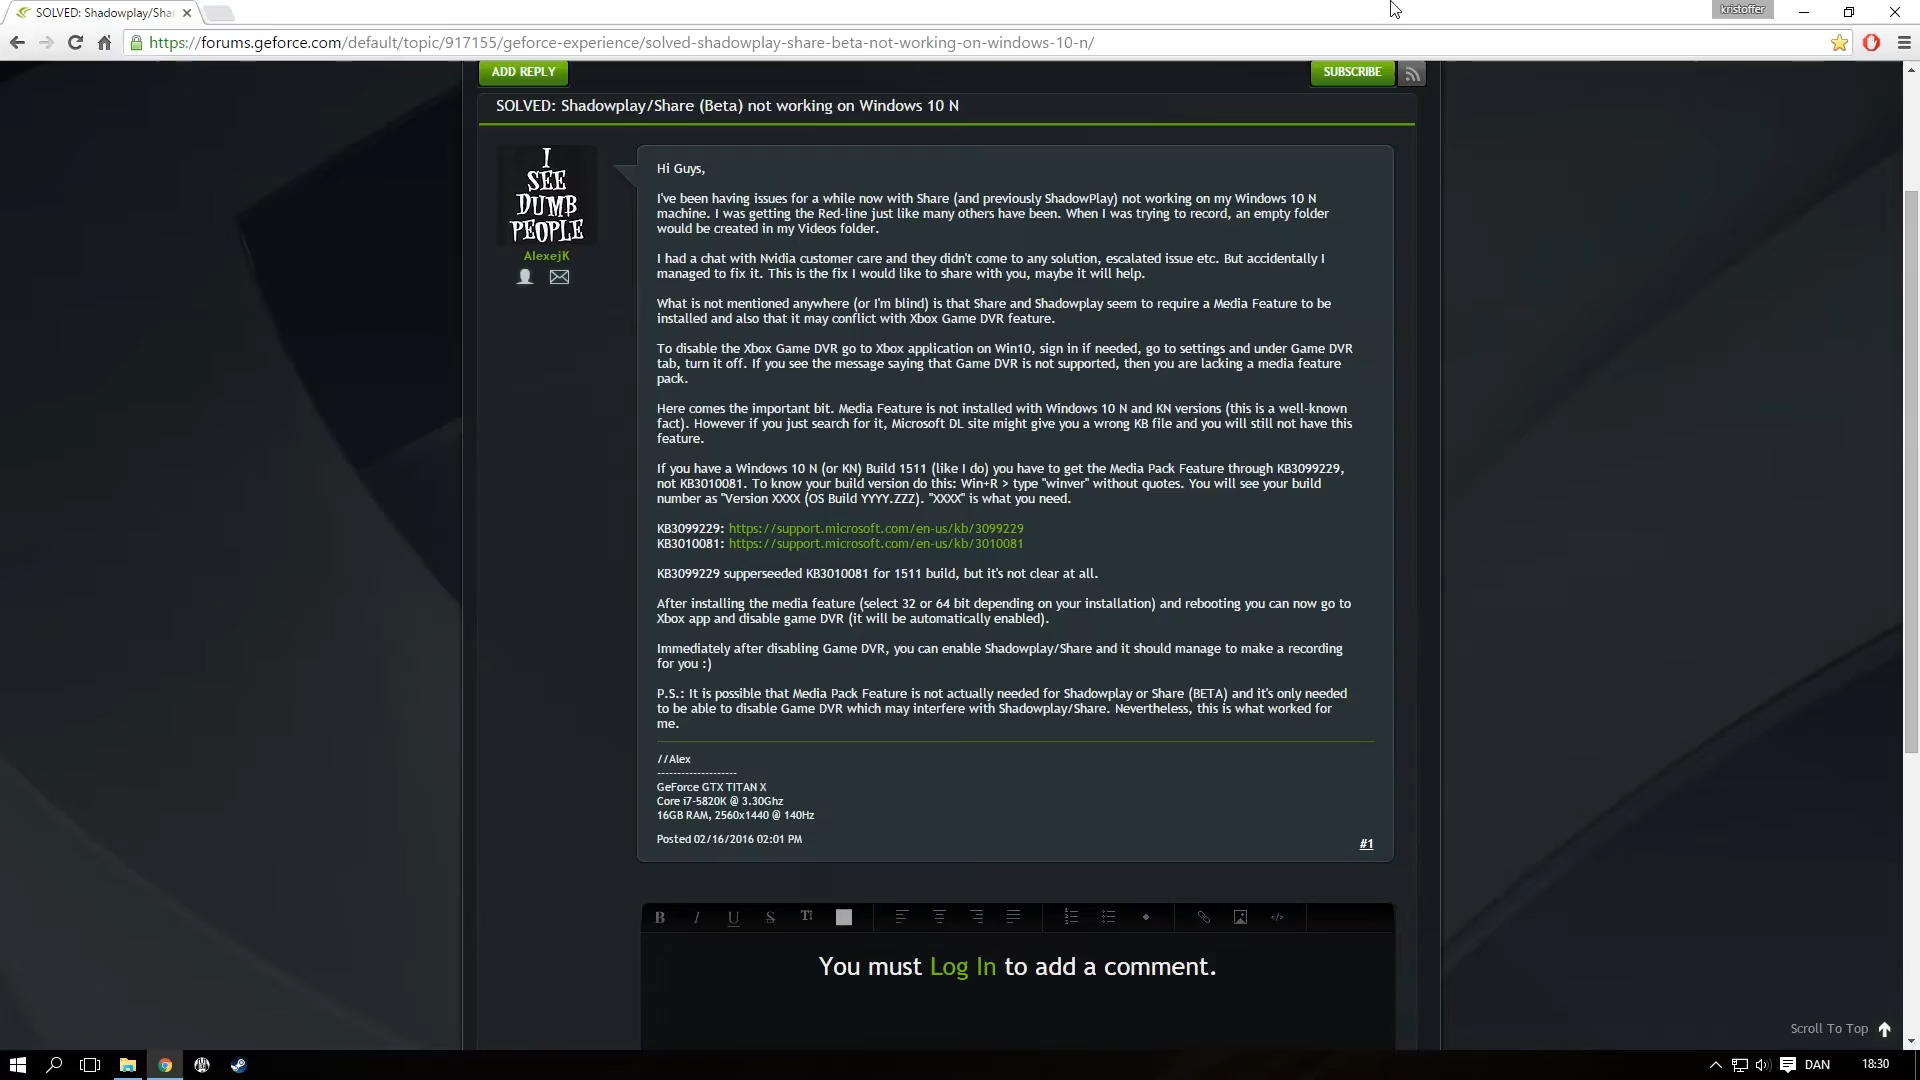 SOLVED: Shadowplay/Sha
kristoffer
https://forums.geforce.com/default/topic/917155/geforce-experience/solved-shadowplay-share-beta-not-working-on-windows-10-n/
ADD REPLY
SUBSCRIBE
SOLVED: Shadowplay/Share (Beta) not working on Windows 10 N
I
SEE
DUMB
PEOPLE
AlexejK
Hi Guys,
I've been having issues for a while now with Share (and previously ShadowPlay) not working on my Windows 10 N
machine. I was getting the Red-line just like many others have been. When I was trying to record, an empty folder
would be created in my Videos folder.
I had a chat with Nvidia customer care and they didn't come to any solution, escalated issue etc. But accidentally I
managed to fix it. This is the fix I would like to share with you, maybe it will help.
What is not mentioned anywhere (or I'm blind) is that Share and Shadowplay seem to require a Media Feature to be
installed and also that it may conflict with Xbox Game DVR feature.
To disable the Xbox Game DVR go to Xbox application on Win10, sign in if needed, go to settings and under Game DVR
tab, turn it off. If you see the message saying that Game DVR is not supported, then you are lacking a media feature
pack.
Here comes the important bit. Media Feature is not installed with Windows 10 N and KN versions (this is a well-known
fact). However if you just search for it, Microsoft DL site might give you a wrong KB file and you will still not have this
feature.
If you have a Windows 10 N (or KN) Build 1511 (like I do) you have to get the Media Pack Feature through KB3099229,
not KB3010081. To know your build version do this: Win+R > type "winver" without quotes. You will see your build
number as "Version XXXX (OS Build YYYY.ZZZ). "XXXX" is what you need.
KB3099229: https://support.microsoft.com/en-us/kb/3099229
KB3010081: https://support.microsoft.com/en-us/kb/3010081
KB3099229 supperseeded KB3010081 for 1511 build, but it's not clear at all.
After installing the media feature (select 32 or 64 bit depending on your installation) and rebooting you can now go to
Xbox app and disable game DVR (it will be automatically enabled).
Immediately after disabling Game DVR, you can enable Shadowplay/Share and it should manage to make a recording
for you :)
P.S.: It is possible that Media Pack Feature is not actually needed for Shadowplay or Share (BETA) and it's only needed
to be able to disable Game DVR which may interfere with Shadowplay/Share. Nevertheless, this is what worked for
me.
//Alex
--------------------
GeForce GTX TITAN X
Core i7-5820K @ 3.30Ghz
16GB RAM, 2560x1440 @ 140Hz
Posted 02/16/2016 02:01 PM
#1
You must Log In to add a comment.
Scroll To Top
DAN
18:30